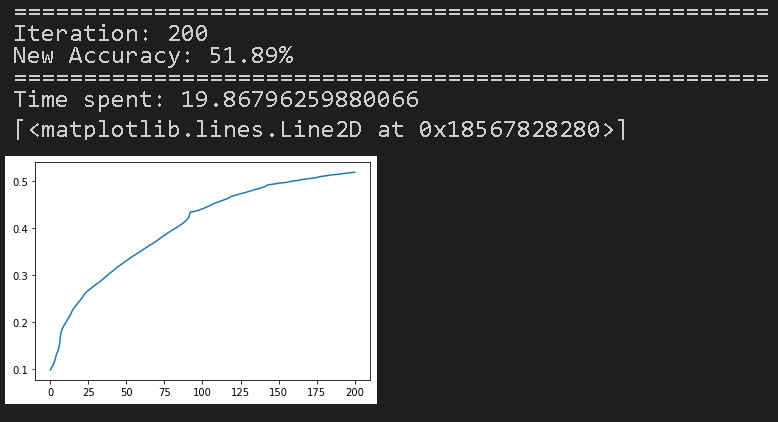 ======================================================
Iteration: 200
New Accuracy: 51.89%
======================================================
Time spent: 19.86796259880066
[<matplotlib.lines.Line2D at 0x18567828280>]
0.5
0.4
0.3
0.2
0.1
0 25 50 75 100 125 150 175 200